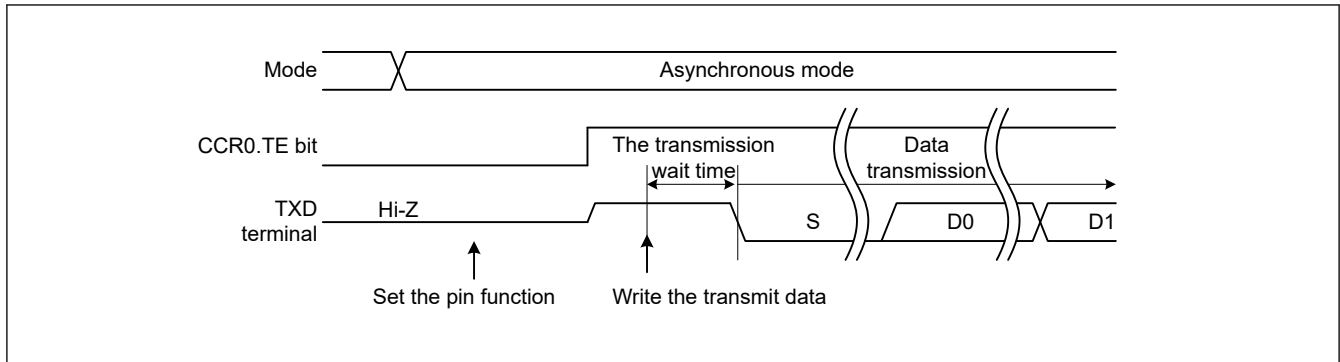 Mode
Asynchronous mode
CCR0.TE bit
The transmission
wait time
Data
transmission
TXD
terminal
Hi-Z
S
D0
D1
Set the pin function
Write the transmit data